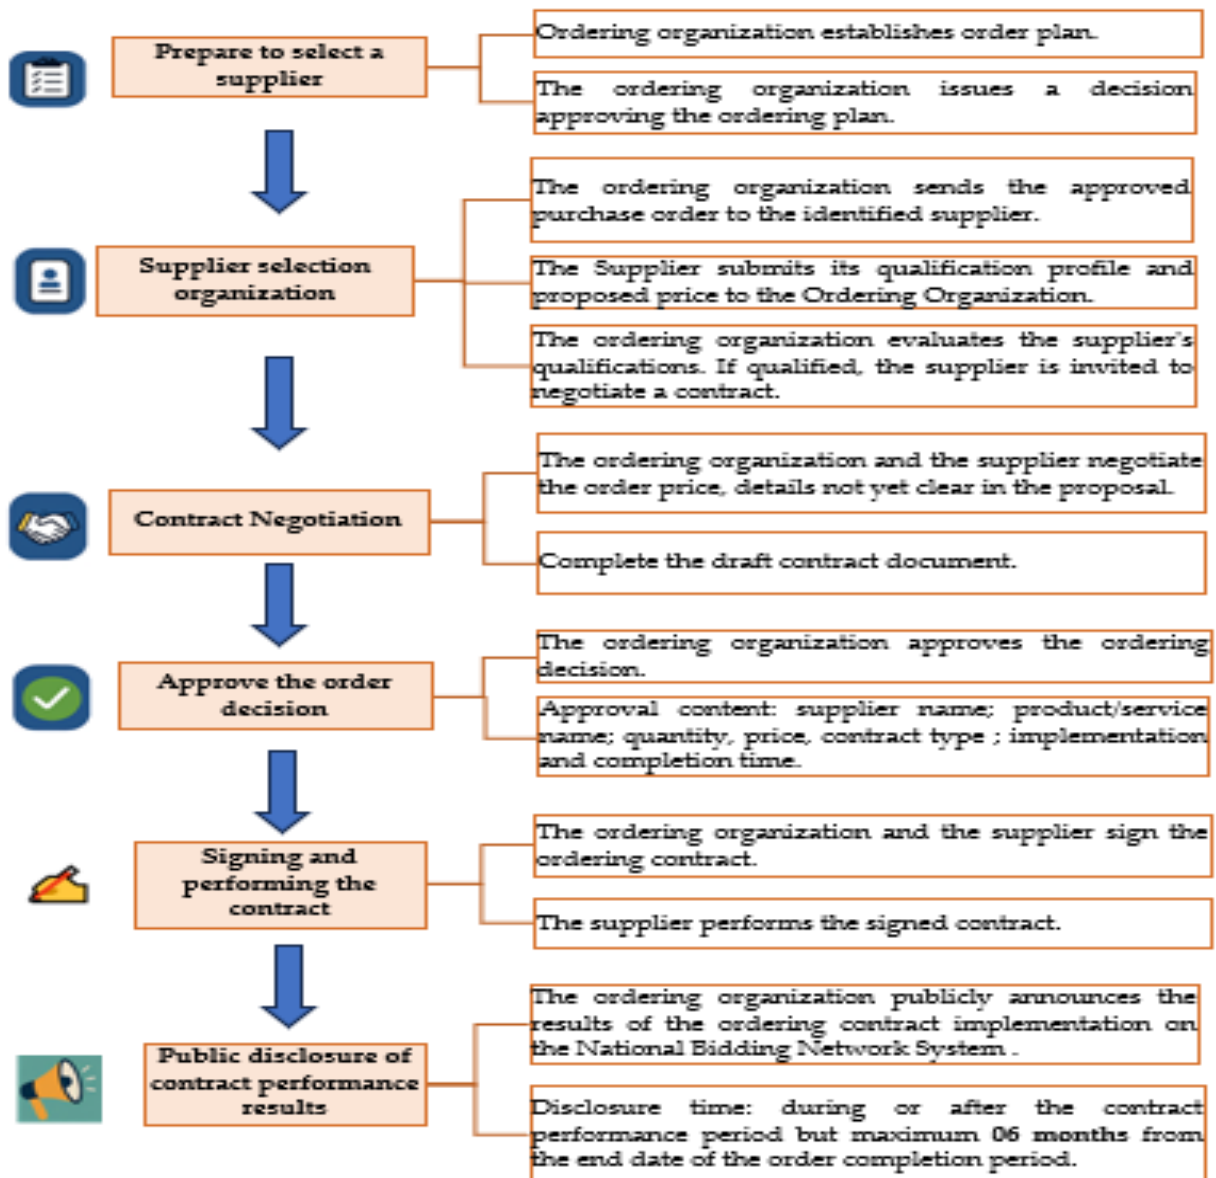 Prepare to select a
supplier
Ordering organization establishes order plan.
The ordering organization issues a decision
approving the ordering plan.
Supplier selection
organization
The ordering organization sends the approved
purchase order to the identified supplier.
The Supplier submits its qualification profile and
proposed price to the Ordering Organization.
The ordering organization evaluates the supplier's
qualifications. If qualified, the supplier is invited to
negotiate a contract.
Contract Negotiation
The ordering organization and the supplier negotiate
the order price, details not yet clear in the proposal.
Complete the draft contract document.
Approve the order
decision
The ordering organization approves the ordering
decision.
Approval content: supplier name; product/service
name; quantity, price, contract type ; implementation
and completion time.
Signing and
performing the
contract
The ordering organization and the supplier sign the
ordering contract.
The supplier performs the signed contract.
Public disclosure of
contract performance
results
The ordering organization publicly announces the
results of the ordering contract implementation on
the National Bidding Network System .
Disclosure time: during or after the contract
performance period but maximum 06 months from
the end date of the order completion period.